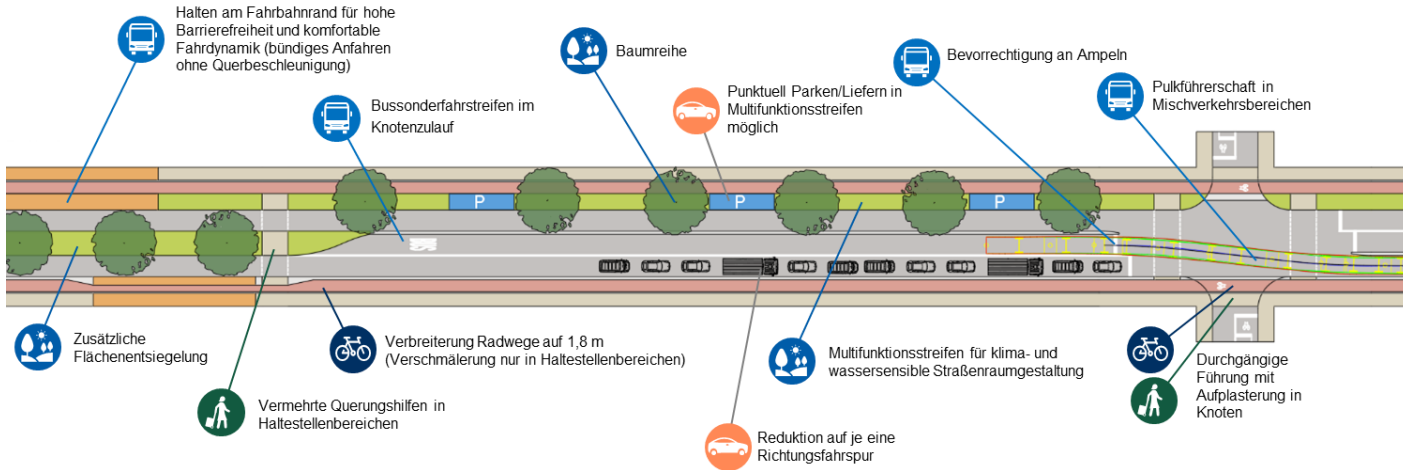 Halten am Fahrbahnrand für hohe
Barrierefreiheit und komfortable
Fahrdynamik (bündiges Anfahren
ohne Querbeschleunigung)
Bussonderfahrstreifen im
Knotenzulauf
Baumreihe
Punktuell Parken/Liefern in
Multifunktionsstreifen
möglich
Bevorrechtigung an Ampeln
Pulkführerschaft in
Mischverkehrsbereichen
P
P
P
Zusätzliche
Flächenentsiegelung
Vermehrte Querungshilfen in
Haltestellenbereichen
Verbreiterung Radwege auf 1,8 m
(Verschmälerung nur in Haltestellenbereichen)
Reduktion auf je eine
Richtungsfahrspur
Multifunktionsstreifen für klima- und
wassersensible Straßenraumgestaltung
Durchgängige
Führung mit
Aufplasterung in
Knoten